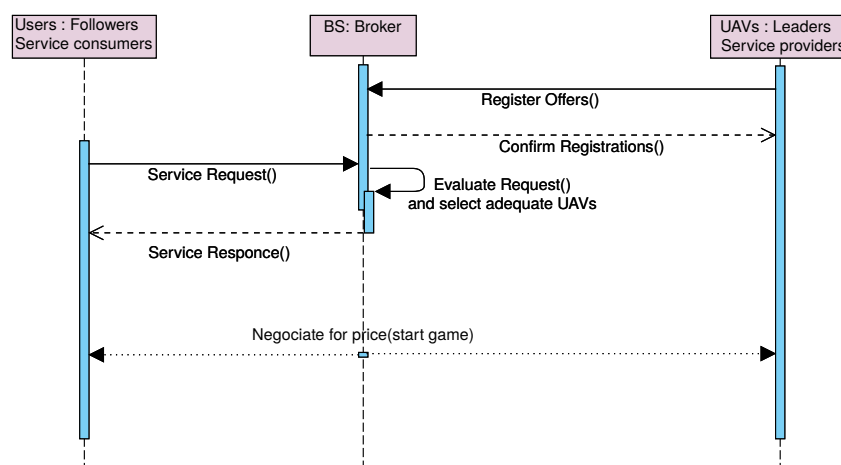 Users : Followers
Service consumers
BS: Broker
UAVs : Leaders
Service providers
Register Offers()
Confirm Registrations()
Service Request()
Evaluate Request()
and select adequate UAVs
Service Responce()
Negociate for price(start game)